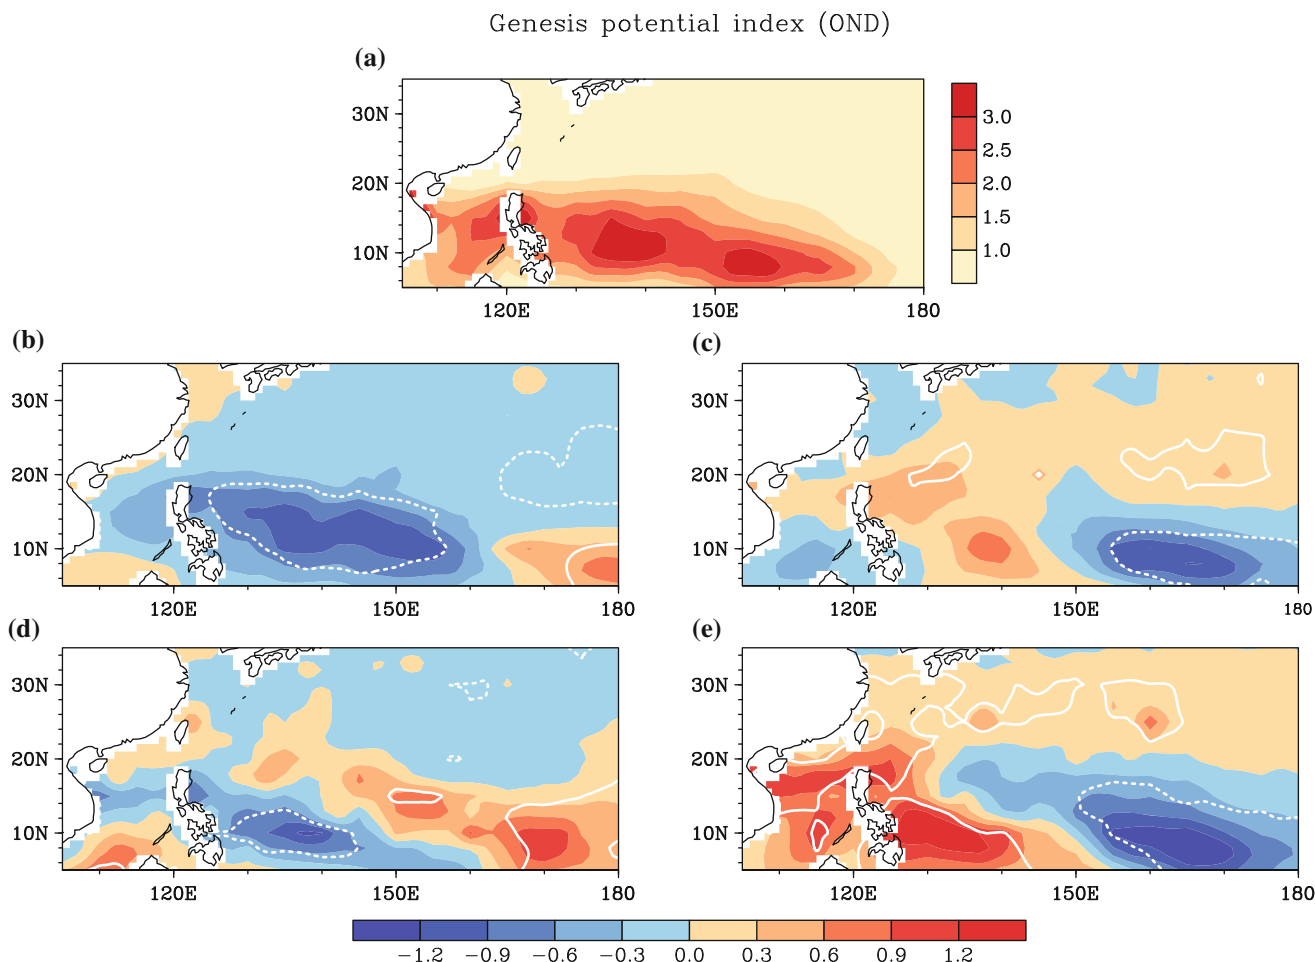 Genesis potential index (OND)
(a)
30N
20N
10N
120E 150E 180
3.0
2.5
2.0
1.5
1.0
(b)
30N
20N
10N
120E 150E 180
(c)
30N
20N
10N
120E 150E 180
(d)
30N
20N
10N
120E 150E 180
(e)
30N
20N
10N
120E 150E 180
−1.2 −0.9 −0.6 −0.3 0.0 0.3 0.6 0.9 1.2